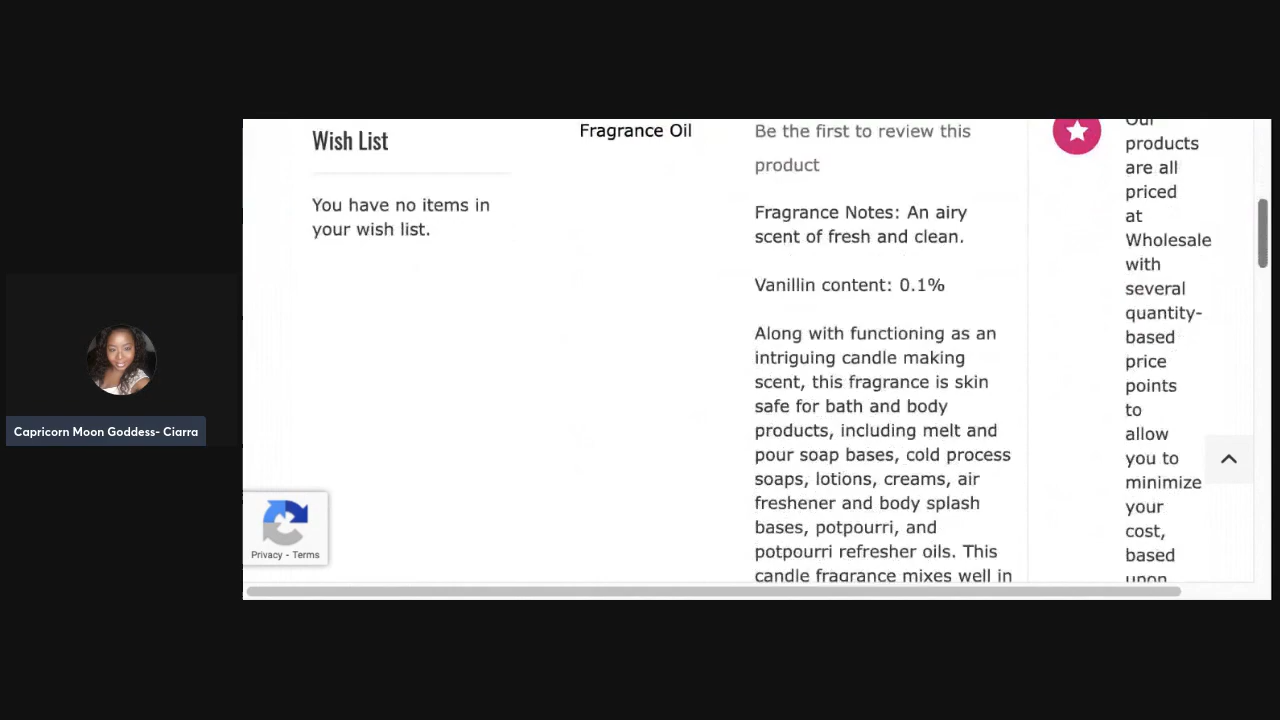 Wish List
You have no items in
your wish list.
Fragrance Oil
Be the first to review this
product
Fragrance Notes: An airy
scent of fresh and clean.
Vanillin content: 0.1%
Along with functioning as an
intriguing candle making
scent, this fragrance is skin
safe for bath and body
products, including melt and
pour soap bases, cold process
soaps, lotions, creams, air
freshener and body splash
bases, potpourri, and
potpourri refresher oils. This
candle fragrance mixes well in
Our
products
are all
priced
at
Wholesale
with
several
quantity-
based
price
points
to
allow
you to
minimize
your
cost,
based
upon
Capricorn Moon Goddess- Ciarra
Privacy - Terms